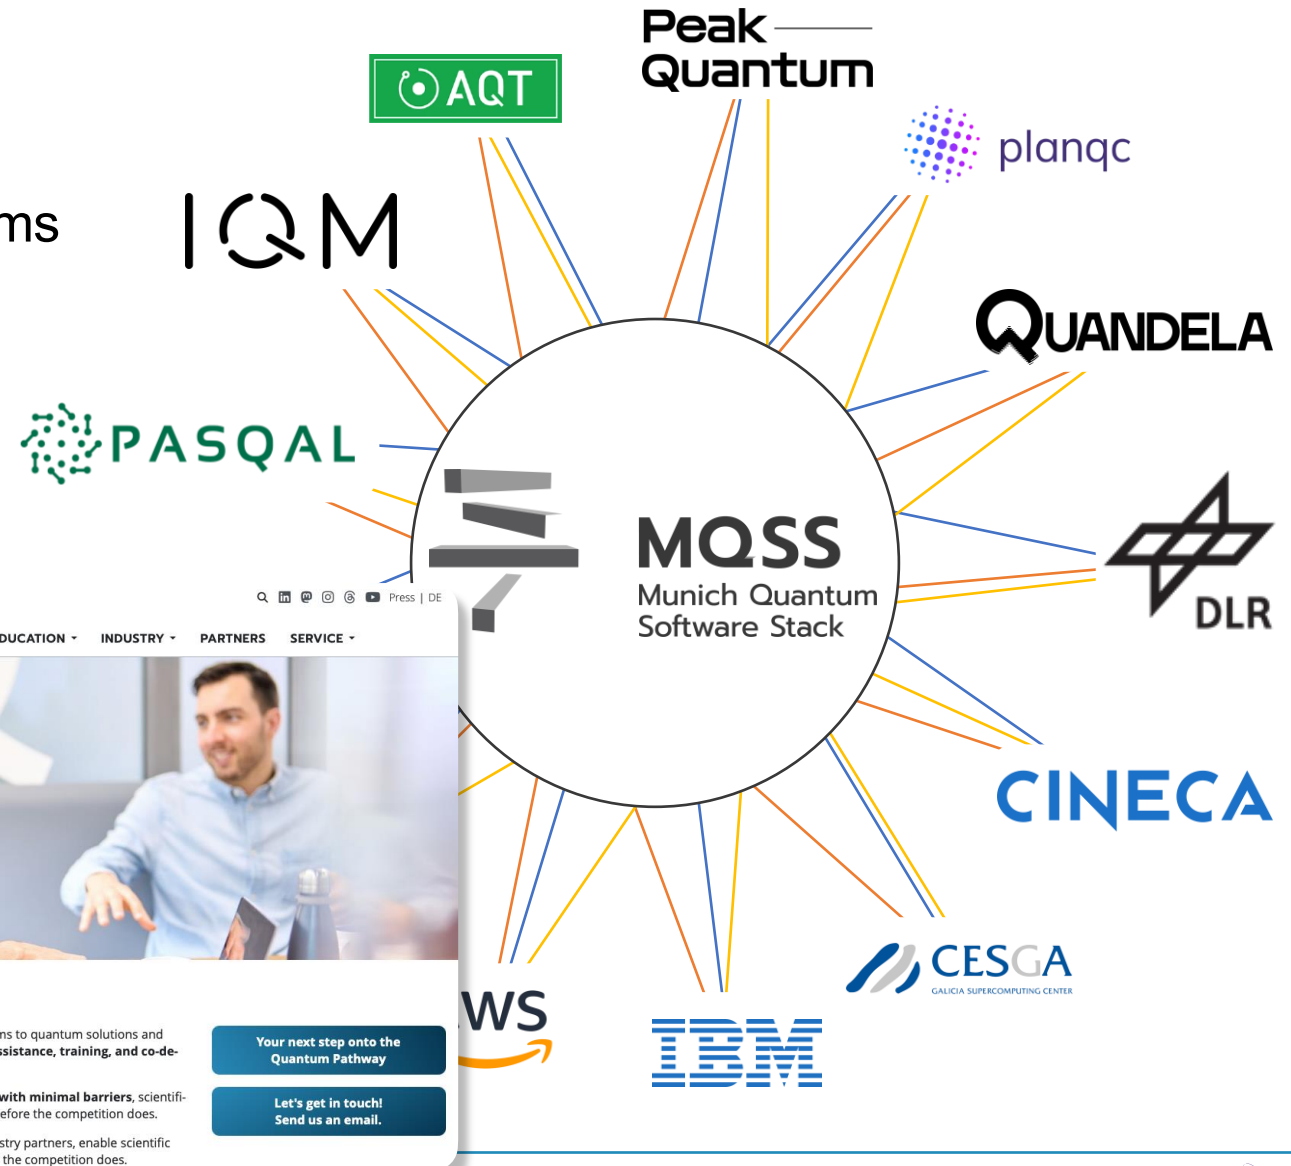 Peak
Quantum
AQT
planqc
ms
IQM
QUANDELA
PASQAL
MQSS
Munich Quantum
Software Stack
DLR
Press | DE
DUCATION
INDUSTRY
PARTNERS
SERVICE
CINECA
CESGA
GALICIA SUPERCOMPUTING CENTER
WS
IBM
ms to quantum solutions and
ssistance, training, and co-de-
with minimal barriers, scientifi-
efore the competition does.
stry partners, enable scientific
the competition does.
Your next step onto the
Quantum Pathway
Let's get in touch!
Send us an email.